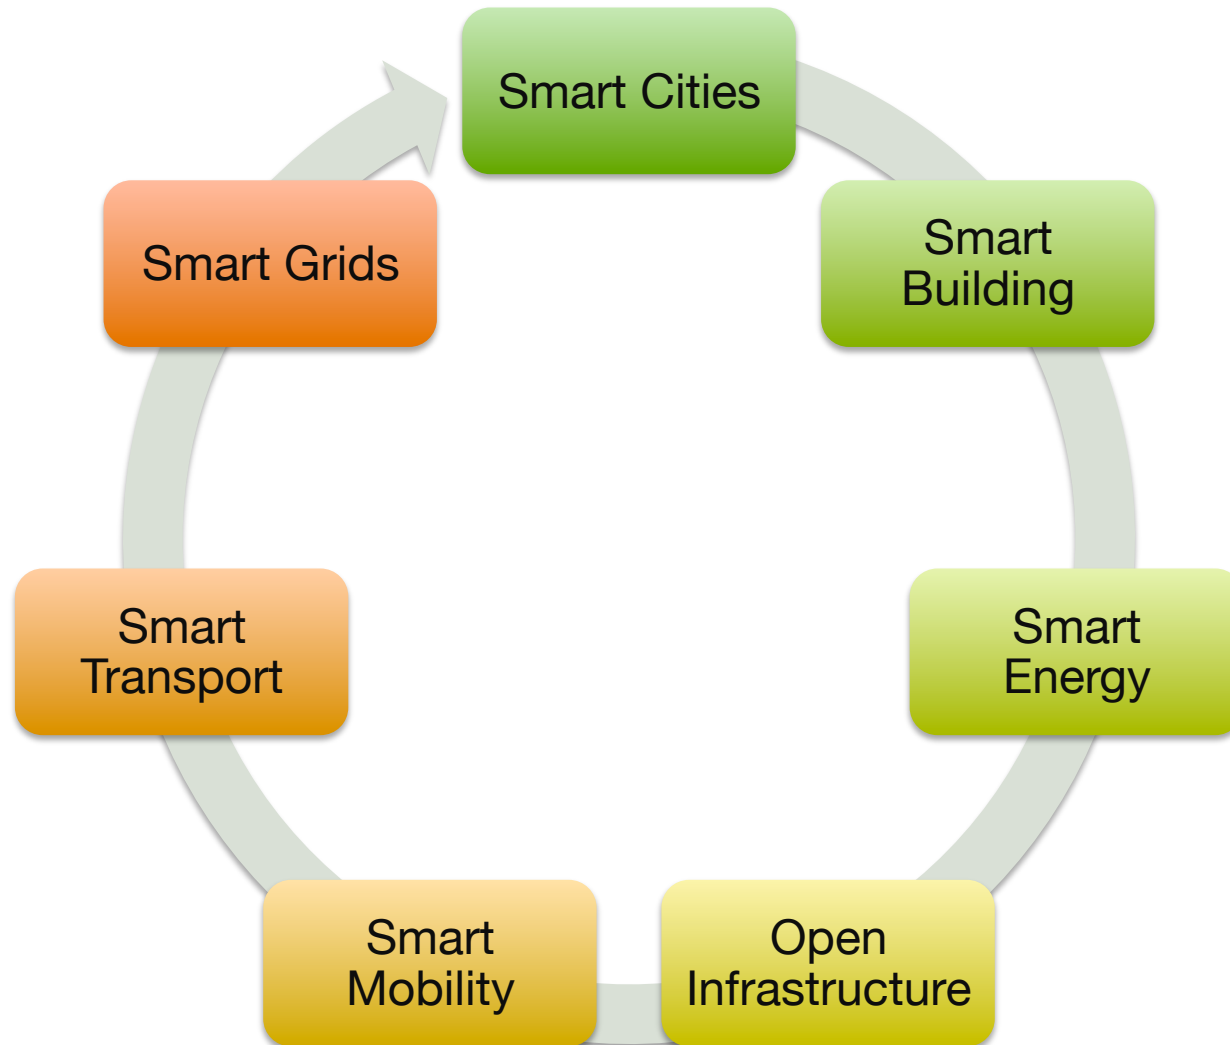 Smart Cities
Smart
Building
Smart
Energy
Open
Infrastructure
Smart
Mobility
Smart
Transport
Smart Grids